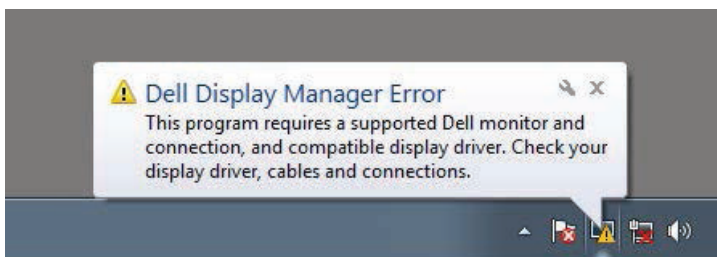 Dell Display Manager Error
This program requires a supported Dell monitor and
connection, and compatible display driver. Check your
display driver, cables and connections.